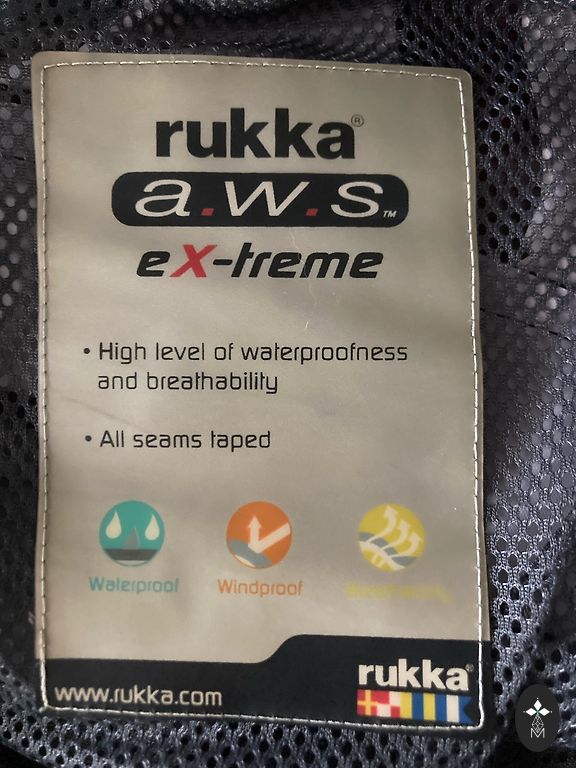 rukka®
a.w.s™
eX-treme
• High level of waterproofness
and breathability
• All seams taped
Waterproof
Windproof
www.rukka.com
rukka®
M